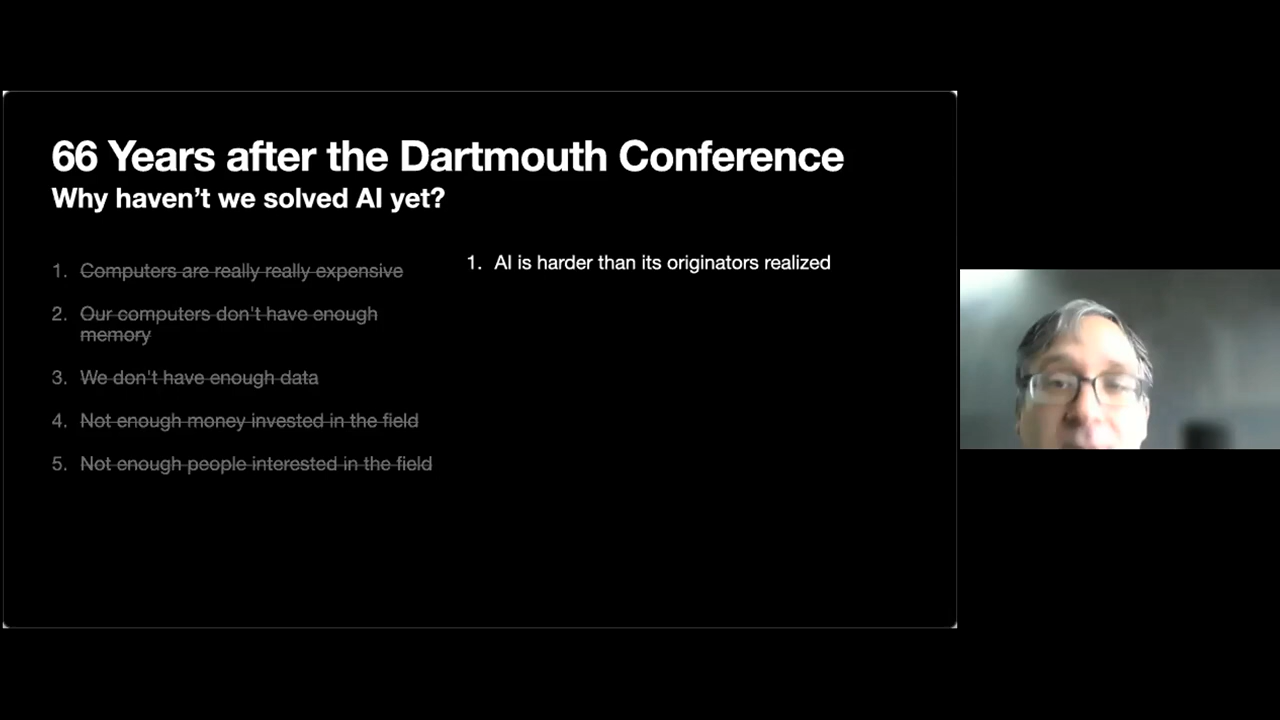 66 Years after the Dartmouth Conference
Why haven't we solved AI yet?
1. Computers are really really expensive
2. Our computers don't have enough
memory
3. We don't have enough data
4. Not enough money invested in the field
5. Not enough people interested in the field
1. AI is harder than its originators realized